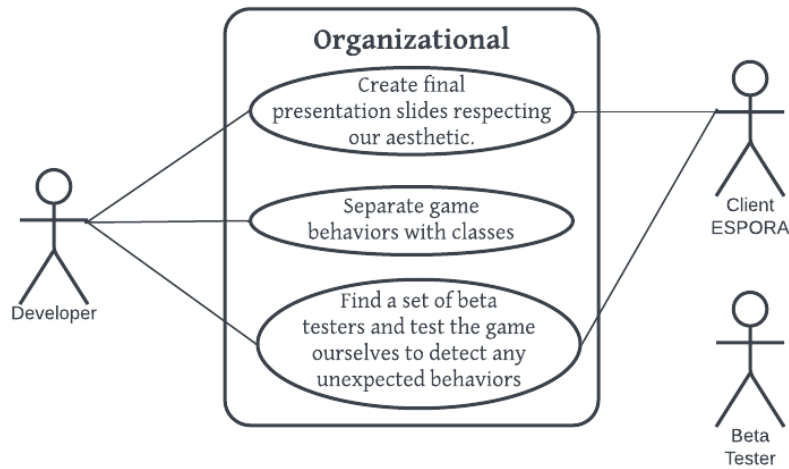 Organizational
Create final
presentation slides respecting
our aesthetic.
Separate game
behaviors with classes
Find a set of beta
testers and test the game
ourselves to detect any
unexpected behaviors
Developer
Client
ESPORA
Beta
Tester